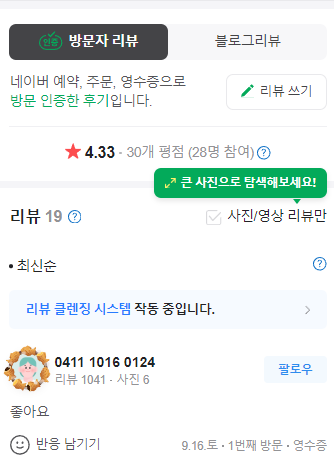 인증 방문자 리뷰
블로그리뷰
네이버 예약, 주문, 영수증으로
방문 인증한 후기입니다.
리뷰 쓰기
4.33 · 30개 평점 (28명 참여)
큰 사진으로 탐색해보세요!
리뷰 19
사진/영상 리뷰만
• 최신순
리뷰 클렌징 시스템 작동 중입니다.
0411 1016 0124
리뷰 1041 · 사진 6
팔로우
좋아요
반응 남기기
9.16.토 · 1번째 방문 · 영수증